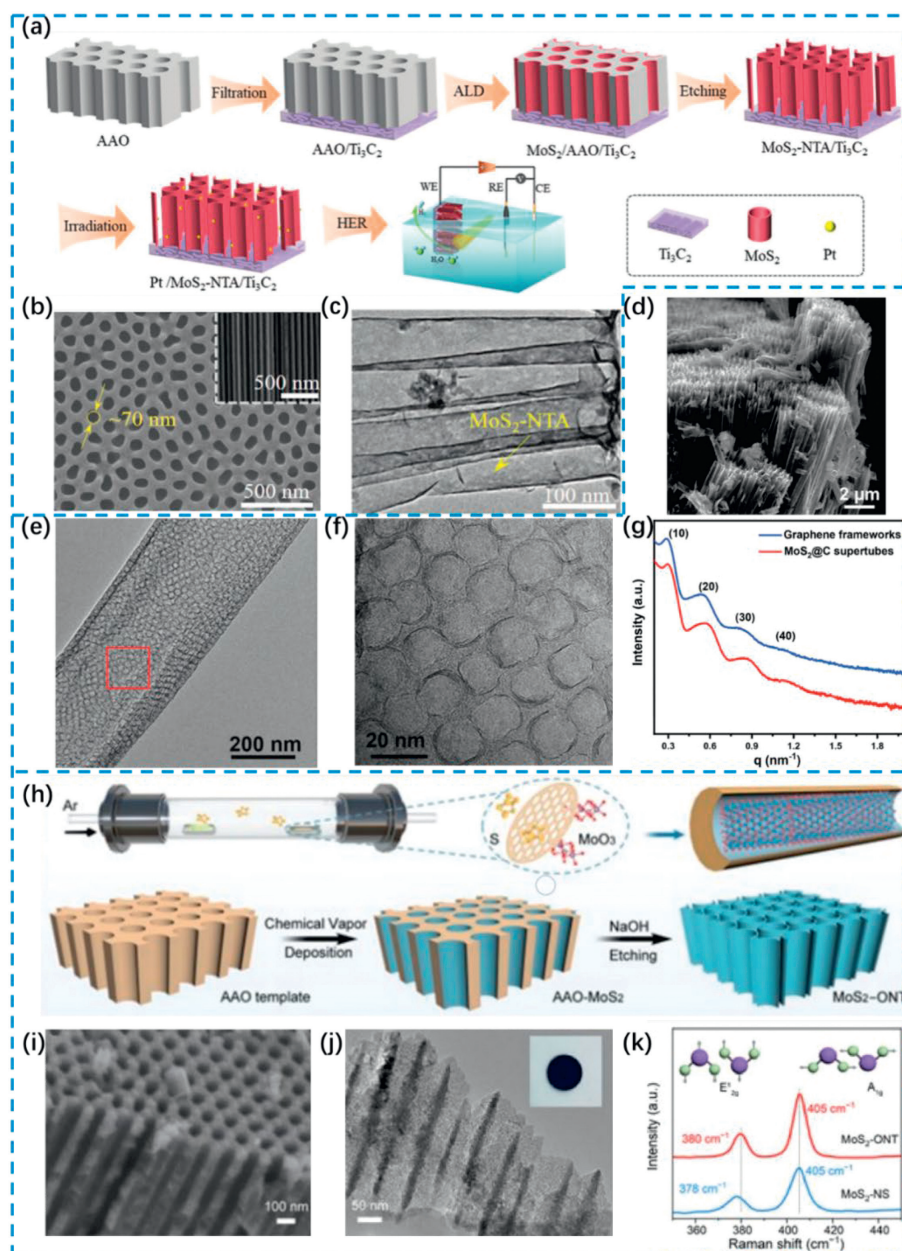 (a)
Filtration
ALD
Etching
AAO
AAO/Ti₃C₂
MoS₂/AAO/Ti₃C₂
MoS₂-NTA/Ti₃C₂
Irradiation
HER
WE
RE
V
CE
H₂O
Pt /MoS₂-NTA/Ti₃C₂
Ti₃C₂
MoS₂
Pt
(b)
500 nm
~70 nm
500 nm
(c)
MoS₂-NTA
100 nm
(d)
2 μm
(e)
200 nm
(f)
20 nm
(g)
(10)
Graphene frameworks
MoS₂@C supertubes
(20)
(30)
(40)
Intensity (a.u.)
0.3 0.6 0.9 1.2 1.5 1.8
q (nm⁻¹)
(h)
Ar
S
MoO₃
Chemical Vapor
Deposition
NaOH
Etching
AAO template
AAO-MoS₂
MoS₂-ONT
(i)
100 nm
(j)
50 nm
(k)
E¹₂g
A₁g
405 cm⁻¹
380 cm⁻¹
MoS₂-ONT
405 cm⁻¹
378 cm⁻¹
MoS₂-NS
Intensity (a.u.)
360 380 400 420 440
Raman shift (cm⁻¹)